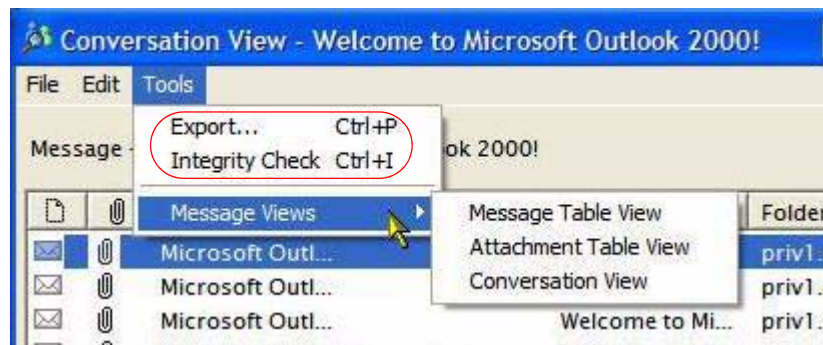 Conversation View - Welcome to Microsoft Outlook 2000!
File Edit Tools
Export... Ctrl+P
Message - ok 2000!
Integrity Check Ctrl+I
Message Views Message Table View Folder
Attachment Table View
Microsoft Outl... priv1.
Conversation View
Microsoft Outl... priv1.
Microsoft Outl... Welcome to Mi... priv1.